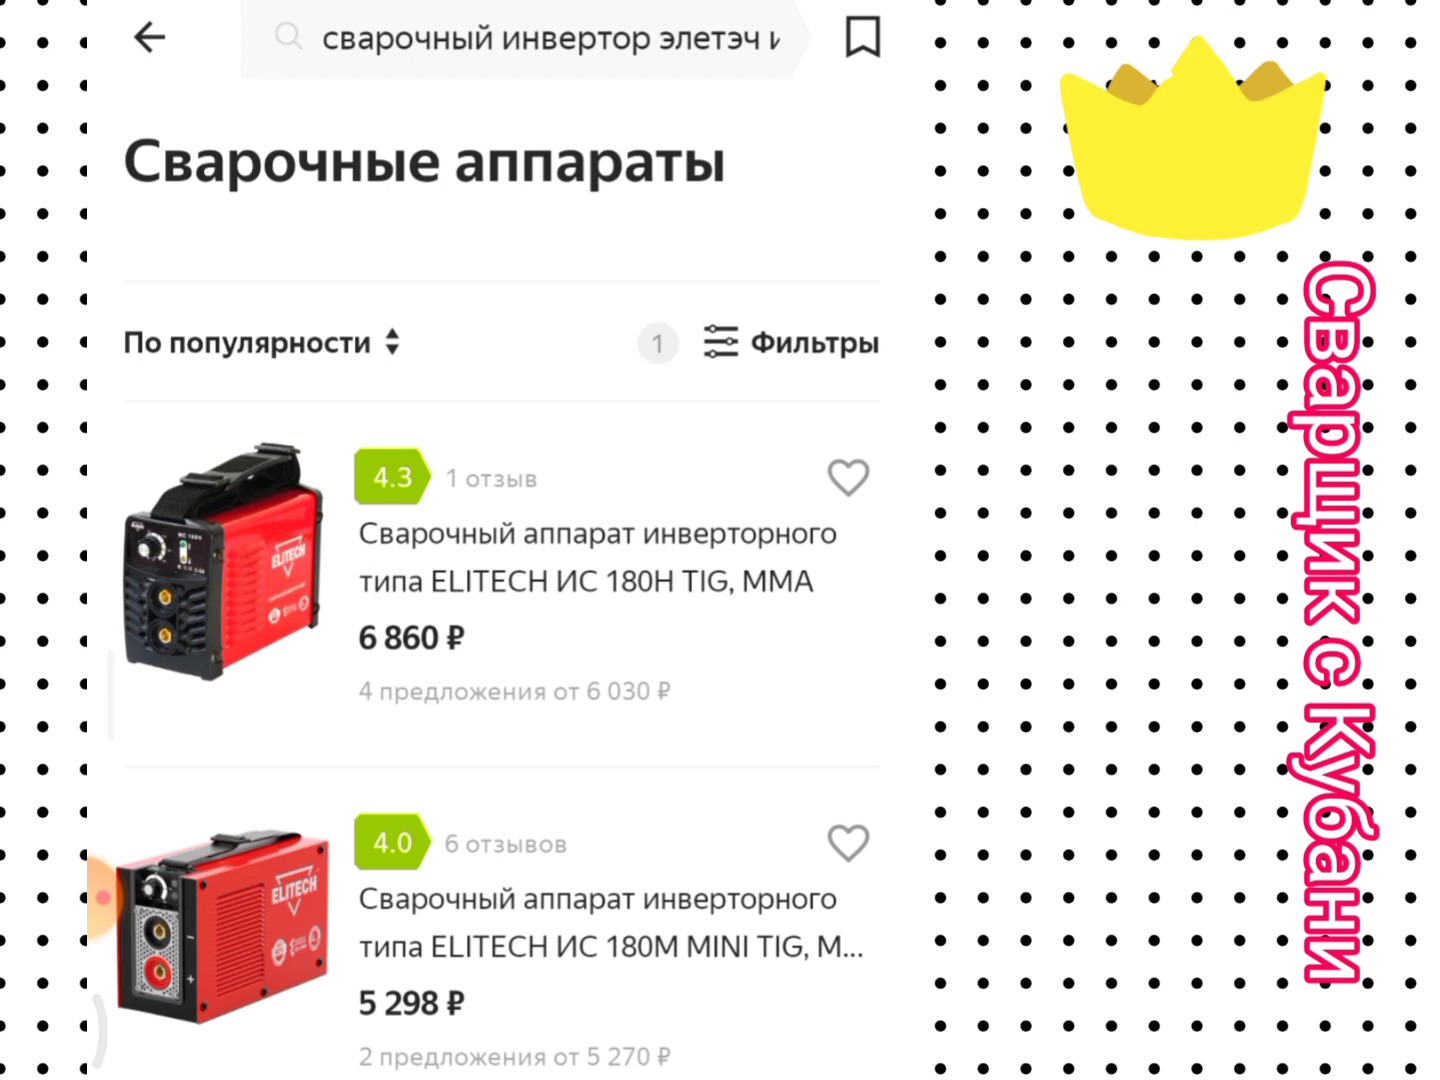 сварочный инвертор элетэч и
Сварочные аппараты
По популярности
1
Фильтры
4.3
1 отзыв
Сварочный аппарат инверторного
типа ELITECH ИС 180Н TIG, MMA
6 860 ₽
4 предложения от 6 030 ₽
ELITECH
4.0
6 отзывов
Сварочный аппарат инверторного
типа ELITECH ИС 180М MINI TIG, M...
5 298 ₽
2 предложения от 5 270 ₽
ELITECH
Сварщик с Кубани